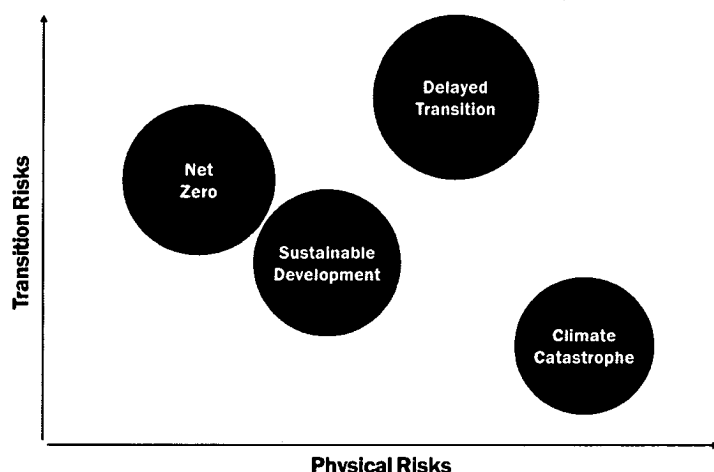 Delayed
Transition
Net
Zero
Sustainable
Development
Climate
Catastrophe
Transition Risks
Physical Risks